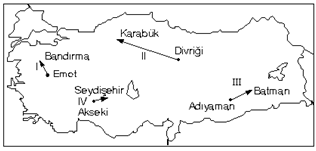 Karabük
Bandırma
Divriği
I
II
Emet
Seydişehir
III
Batman
IV
Adıyaman
Akseki